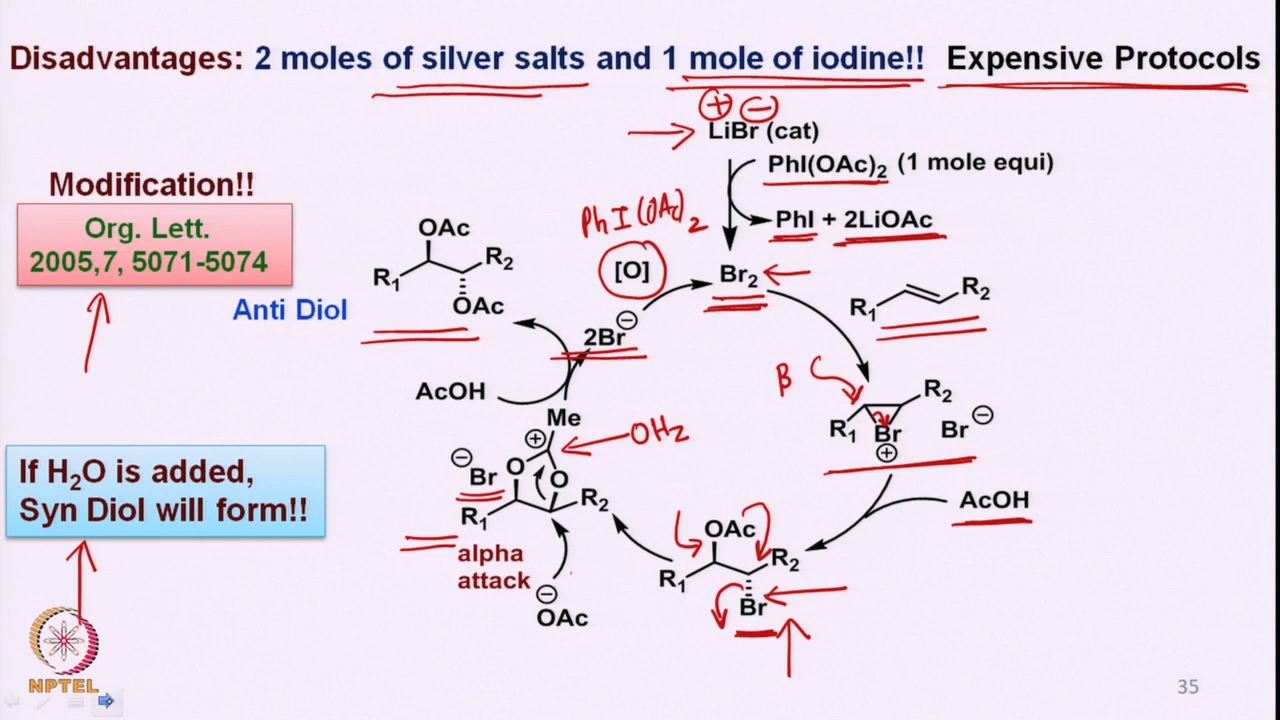 Disadvantages: 2 moles of silver salts and 1 mole of iodine!! Expensive Protocols
⊕ ⊖
LiBr (cat)
PhI(OAc)₂ (1 mole equi)
PhI + 2LiOAc
Modification!!
Org. Lett.
2005,7, 5071-5074
PhI(OAc)₂
[O]
Br₂
OAc
R₁
R₂
OAc
Anti Diol
2Br⊖
R₁
R₂
AcOH
Me
β
R₂
R₁
Br
⊕
Br⊖
OH₂
⊕
O
O
⊖
Br
R₁
R₂
AcOH
If H₂O is added,
Syn Diol will form!!
alpha
attack
⊖
OAc
OAc
R₁
R₂
Br
NPTEL
35